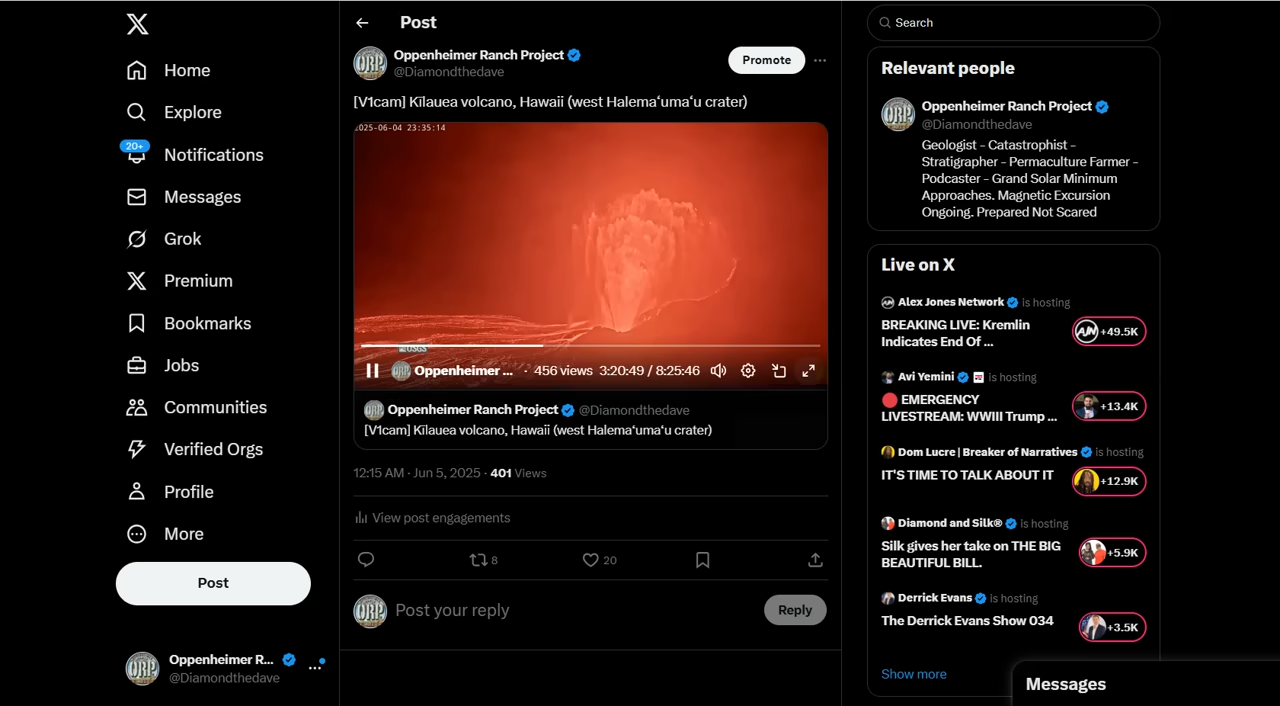 Home
Explore
20+
Notifications
Messages
Grok
Premium
Bookmarks
Jobs
Communities
Verified Orgs
Profile
More
Post
Oppenheimer R...
@Diamondthedave
Post
Oppenheimer Ranch Project
@Diamondthedave
Promote
[V1cam] Kīlauea volcano, Hawaii (west Halemaʻumaʻu crater)
2025-06-04 23:35:14
USGS
Oppenheimer ... · 456 views 3:20:49 / 8:25:46
Oppenheimer Ranch Project @Diamondthedave
[V1cam] Kīlauea volcano, Hawaii (west Halemaʻumaʻu crater)
12:15 AM · Jun 5, 2025 · 401 Views
View post engagements
8
20
ORP
Post your reply
Reply
Search
Relevant people
Oppenheimer Ranch Project
@Diamondthedave
Geologist - Catastrophist -
Stratigrapher - Permaculture Farmer -
Podcaster - Grand Solar Minimum
Approaches. Magnetic Excursion
Ongoing. Prepared Not Scared
Live on X
Alex Jones Network is hosting
BREAKING LIVE: Kremlin
Indicates End Of ...
+49.5K
Avi Yemini is hosting
EMERGENCY
LIVESTREAM: WWIII Trump ...
+13.4K
Dom Lucre | Breaker of Narratives is hosting
IT'S TIME TO TALK ABOUT IT
+12.9K
Diamond and Silk® is hosting
Silk gives her take on THE BIG
BEAUTIFUL BILL.
+5.9K
Derrick Evans is hosting
The Derrick Evans Show 034
+3.5K
Show more
Messages